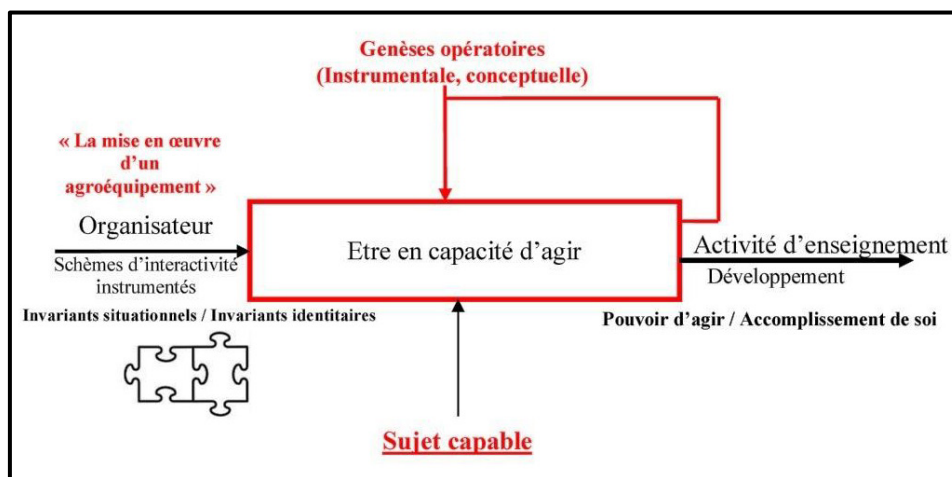 Genèses opératoires
(Instrumentale, conceptuelle)
« La mise en œuvre
d’un
agroéquipement »
Organisateur
Schèmes d’interactivité
instrumentés
Invariants situationnels / Invariants identitaires
Etre en capacité d’agir
Activité d’enseignement
Développement
Pouvoir d’agir / Accomplissement de soi
Sujet capable